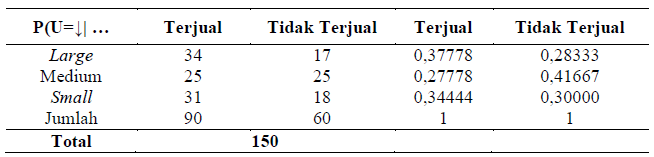 P(U=↓| … Terjual Tidak Terjual Terjual Tidak Terjual
Large 34 17 0,37778 0,28333
Medium 25 25 0,27778 0,41667
Small 31 18 0,34444 0,30000
Jumlah 90 60 1 1
Total 150